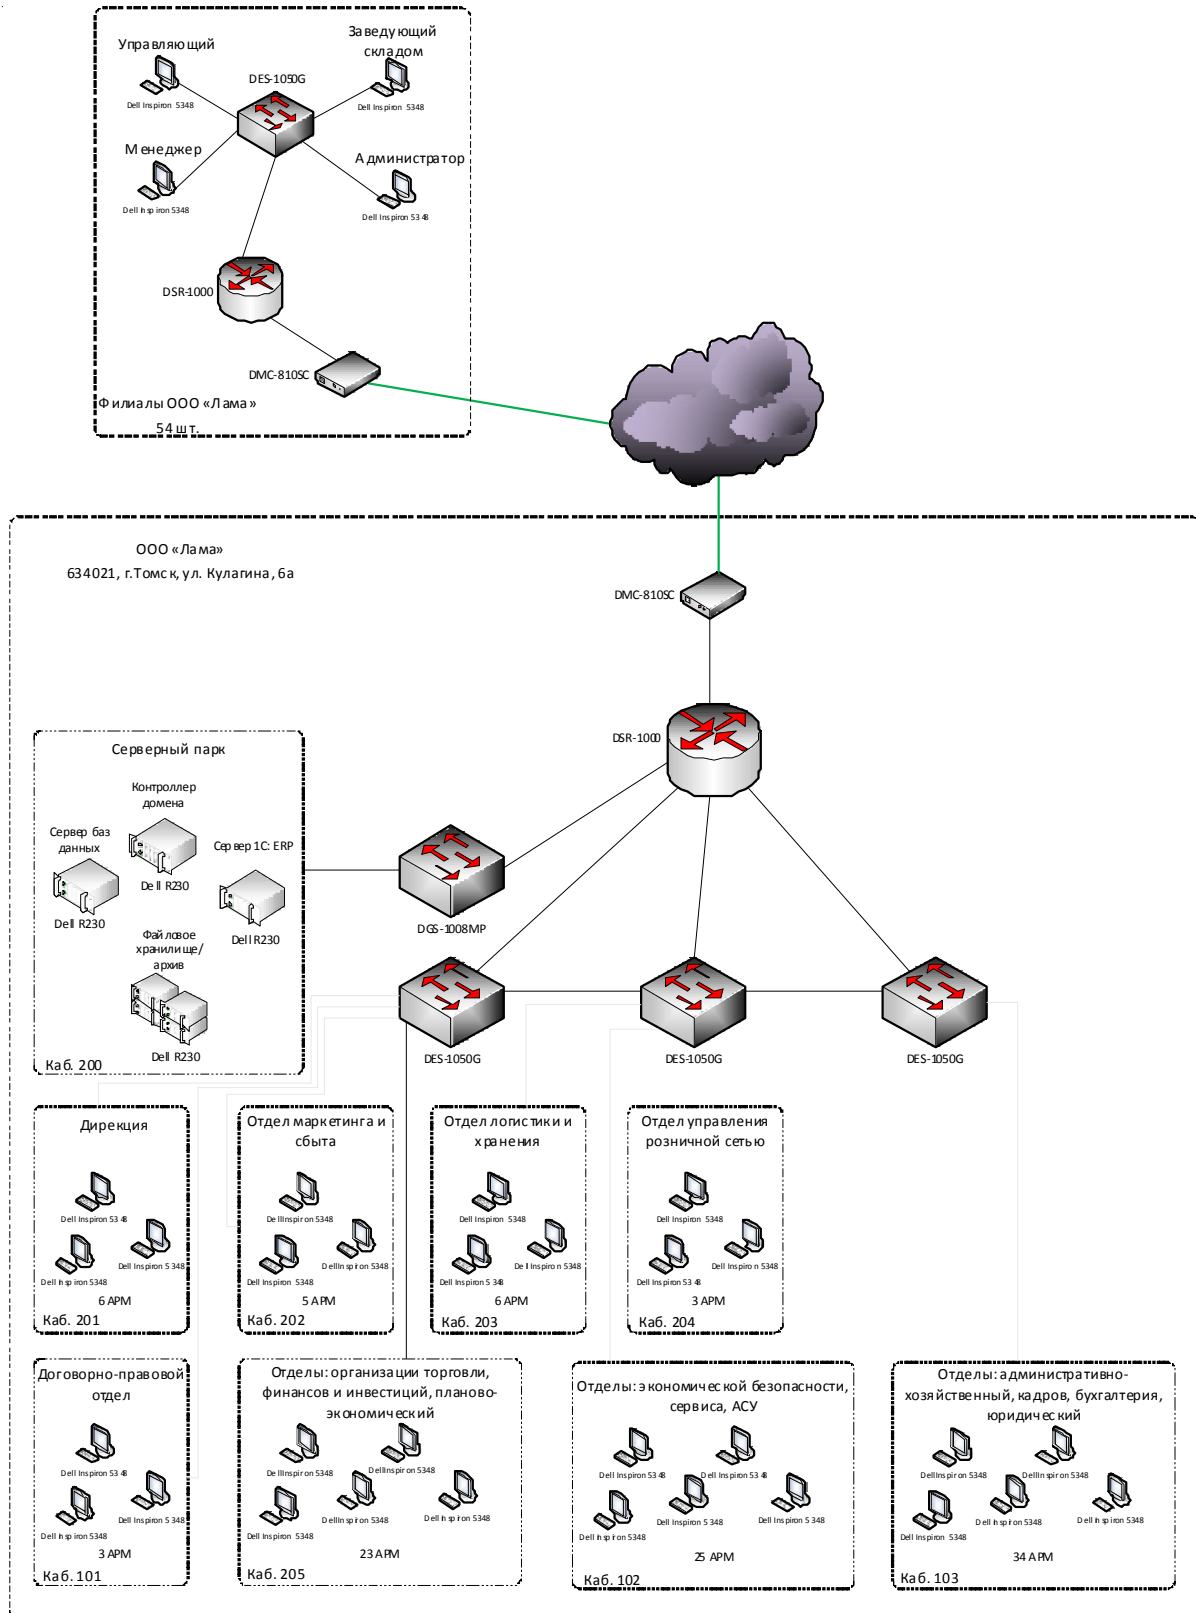 Управляющий
Заведующий
складом
DES-1050G
Dell Inspiron 5348
Dell Inspiron 5348
Менеджер
Администратор
Dell Inspiron 5348
Dell Inspiron 5348
DSR-1000
DMC-810SC
Филиалы ООО «Лама»
54 шт.
ООО «Лама»
634021, г.Томск, ул. Кулагина, 6а
DMC-810SC
DSR-1000
Серверный парк
Контроллер
домена
Сервер баз
данных
Сервер 1С: ERP
Dell R230
Dell R230
Dell R230
Файловое
хранилище/
архив
Dell R230
Каб. 200
DGS-1008MP
DES-1050G
DES-1050G
DES-1050G
Дирекция
Dell Inspiron 5348
Dell Inspiron 5348
Dell Inspiron 5348
6 АРМ
Каб. 201
Отдел маркетинга и
сбыта
Dell Inspiron 5348
Dell Inspiron 5348
Dell Inspiron 5348
5 АРМ
Каб. 202
Отдел логистики и
хранения
Dell Inspiron 5348
Dell Inspiron 5348
Dell Inspiron 5348
6 АРМ
Каб. 203
Отдел управления
розничной сетью
Dell Inspiron 5348
Dell Inspiron 5348
Dell Inspiron 5348
3 АРМ
Каб. 204
Договорно-правовой
отдел
Dell Inspiron 5348
Dell Inspiron 5348
Dell Inspiron 5348
3 АРМ
Каб. 101
Отделы: организации торговли,
финансов и инвестиций, планово-
экономический
Dell Inspiron 5348
Dell Inspiron 5348
Dell Inspiron 5348
Dell Inspiron 5348
Dell Inspiron 5348
23 АРМ
Каб. 205
Отделы: экономической безопасности,
сервиса, АСУ
Dell Inspiron 5348
Dell Inspiron 5348
Dell Inspiron 5348
Dell Inspiron 5348
Dell Inspiron 5348
25 АРМ
Каб. 102
Отделы: административно-
хозяйственный, кадров, бухгалтерия,
юридический
Dell Inspiron 5348
Dell Inspiron 5348
Dell Inspiron 5348
Dell Inspiron 5348
Dell Inspiron 5348
34 АРМ
Каб. 103